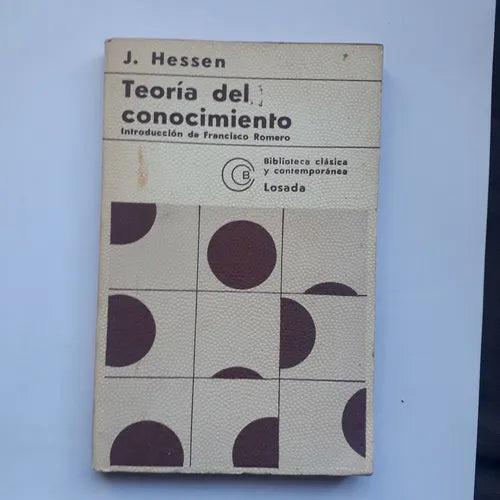 J. Hessen
Teoría del
conocimiento
Introducción de Francisco Romero
B
Biblioteca clásica
y contemporánea
Losada